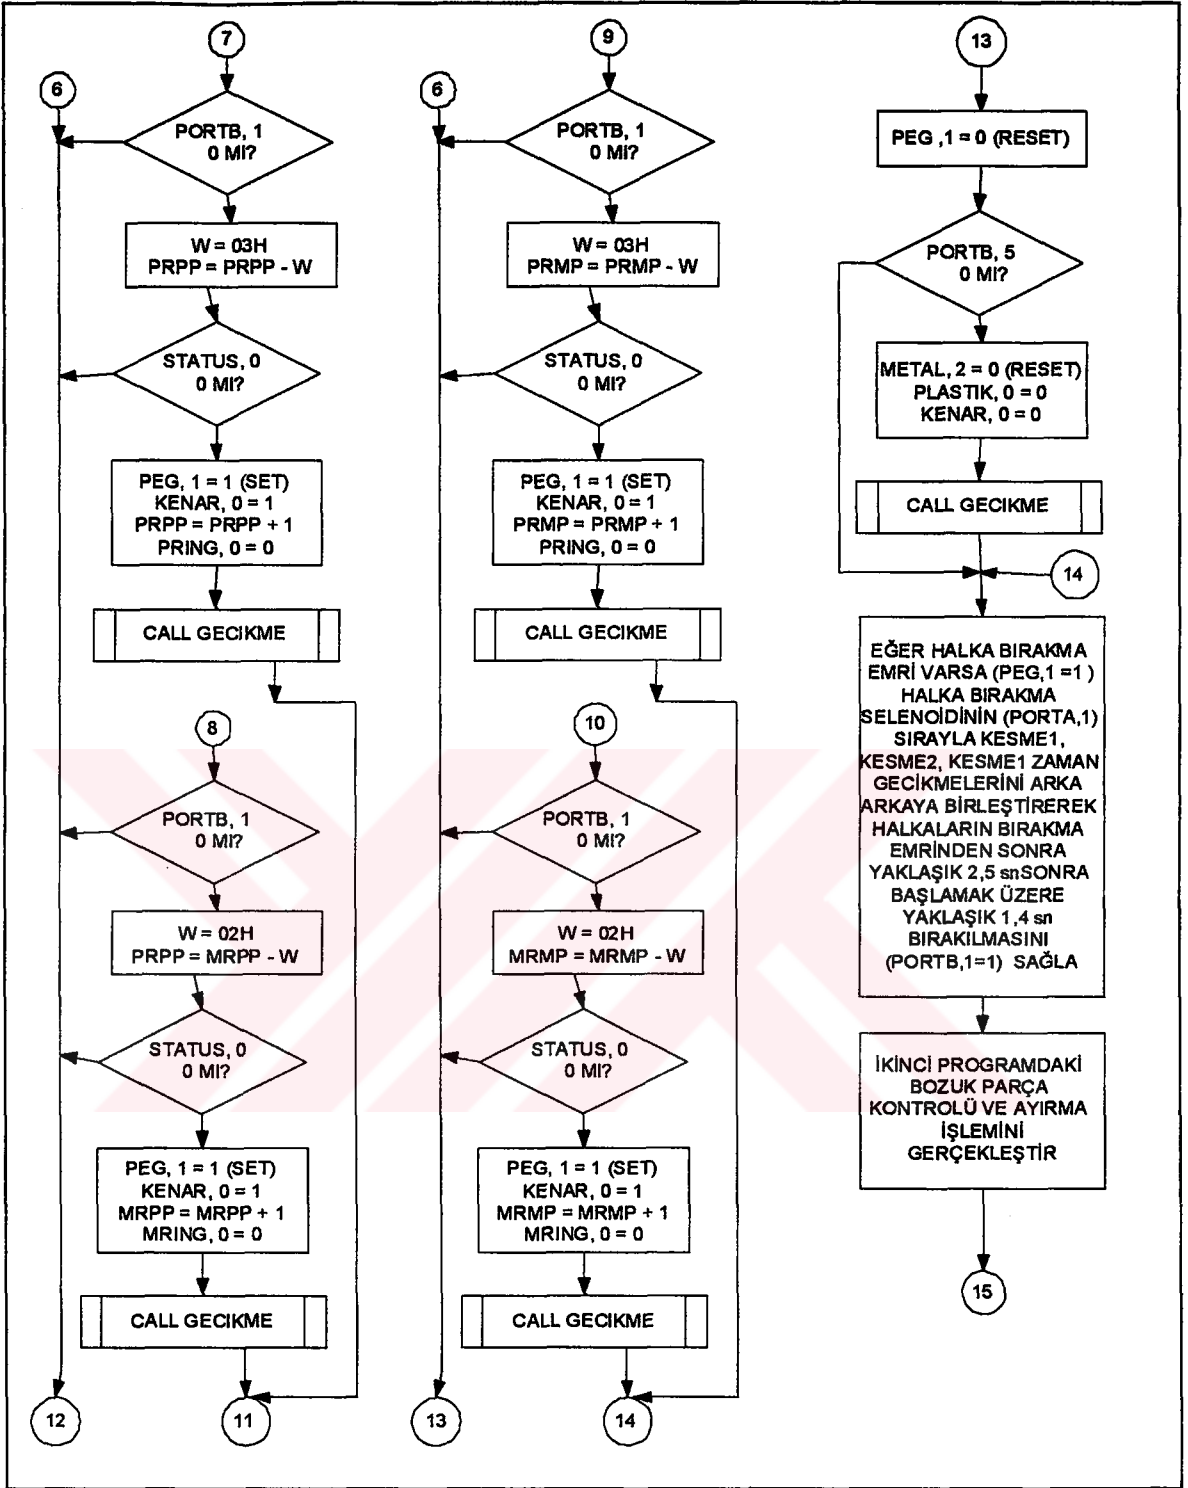 7
6
PORTB, 1
0 MI?
W = 03H
PRPP = PRPP - W
STATUS, 0
0 MI?
PEG, 1 = 1 (SET)
KENAR, 0 = 1
PRPP = PRPP + 1
PRING, 0 = 0
CALL GECIKME
8
PORTB, 1
0 MI?
W = 02H
PRPP = MRPP - W
STATUS, 0
0 MI?
PEG, 1 = 1 (SET)
KENAR, 0 = 1
MRPP = MRPP + 1
MRING, 0 = 0
CALL GECIKME
12
11
9
6
PORTB, 1
0 MI?
W = 03H
PRMP = PRMP - W
STATUS, 0
0 MI?
PEG, 1 = 1 (SET)
KENAR, 0 = 1
PRMP = PRMP + 1
PRING, 0 = 0
CALL GECIKME
10
PORTB, 1
0 MI?
W = 02H
MRMP = MRMP - W
STATUS, 0
0 MI?
PEG, 1 = 1 (SET)
KENAR, 0 = 1
MRMP = MRMP + 1
MRING, 0 = 0
CALL GECIKME
13
14
13
PEG ,1 = 0 (RESET)
PORTB, 5
0 MI?
METAL, 2 = 0 (RESET)
PLASTIK, 0 = 0
KENAR, 0 = 0
CALL GECIKME
14
EĞER HALKA BIRAKMA
EMRİ VARSA (PEG,1 =1 )
HALKA BIRAKMA
SELENOİDİNİN (PORTA,1)
SIRAYLA KESME1,
KESME2, KESME1 ZAMAN
GECİKMELERİNİ ARKA
ARKAYA BİRLEŞTİREREK
HALKALARIN BIRAKMA
EMRİNDEN SONRA
YAKLAŞIK 2,5 snSONRA
BAŞLAMAK ÜZERE
YAKLAŞIK 1,4 sn
BIRAKILMASINI
(PORTB,1=1) SAĞLA
İKİNCİ PROGRAMDAKİ
BOZUK PARÇA
KONTROLÜ VE AYIRMA
İŞLEMİNİ
GERÇEKLEŞTİR
15